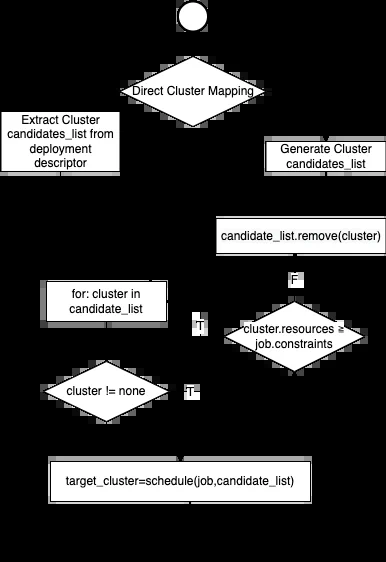 Direct Cluster Mapping
Extract Cluster
candidates_list from
deployment
descriptor
Generate Cluster
candidates_list
candidate_list.remove(cluster)
F
for: cluster in
candidate_list
T
cluster.resources ≥
job.constraints
cluster != none
T
target_cluster=schedule(job,candidate_list)